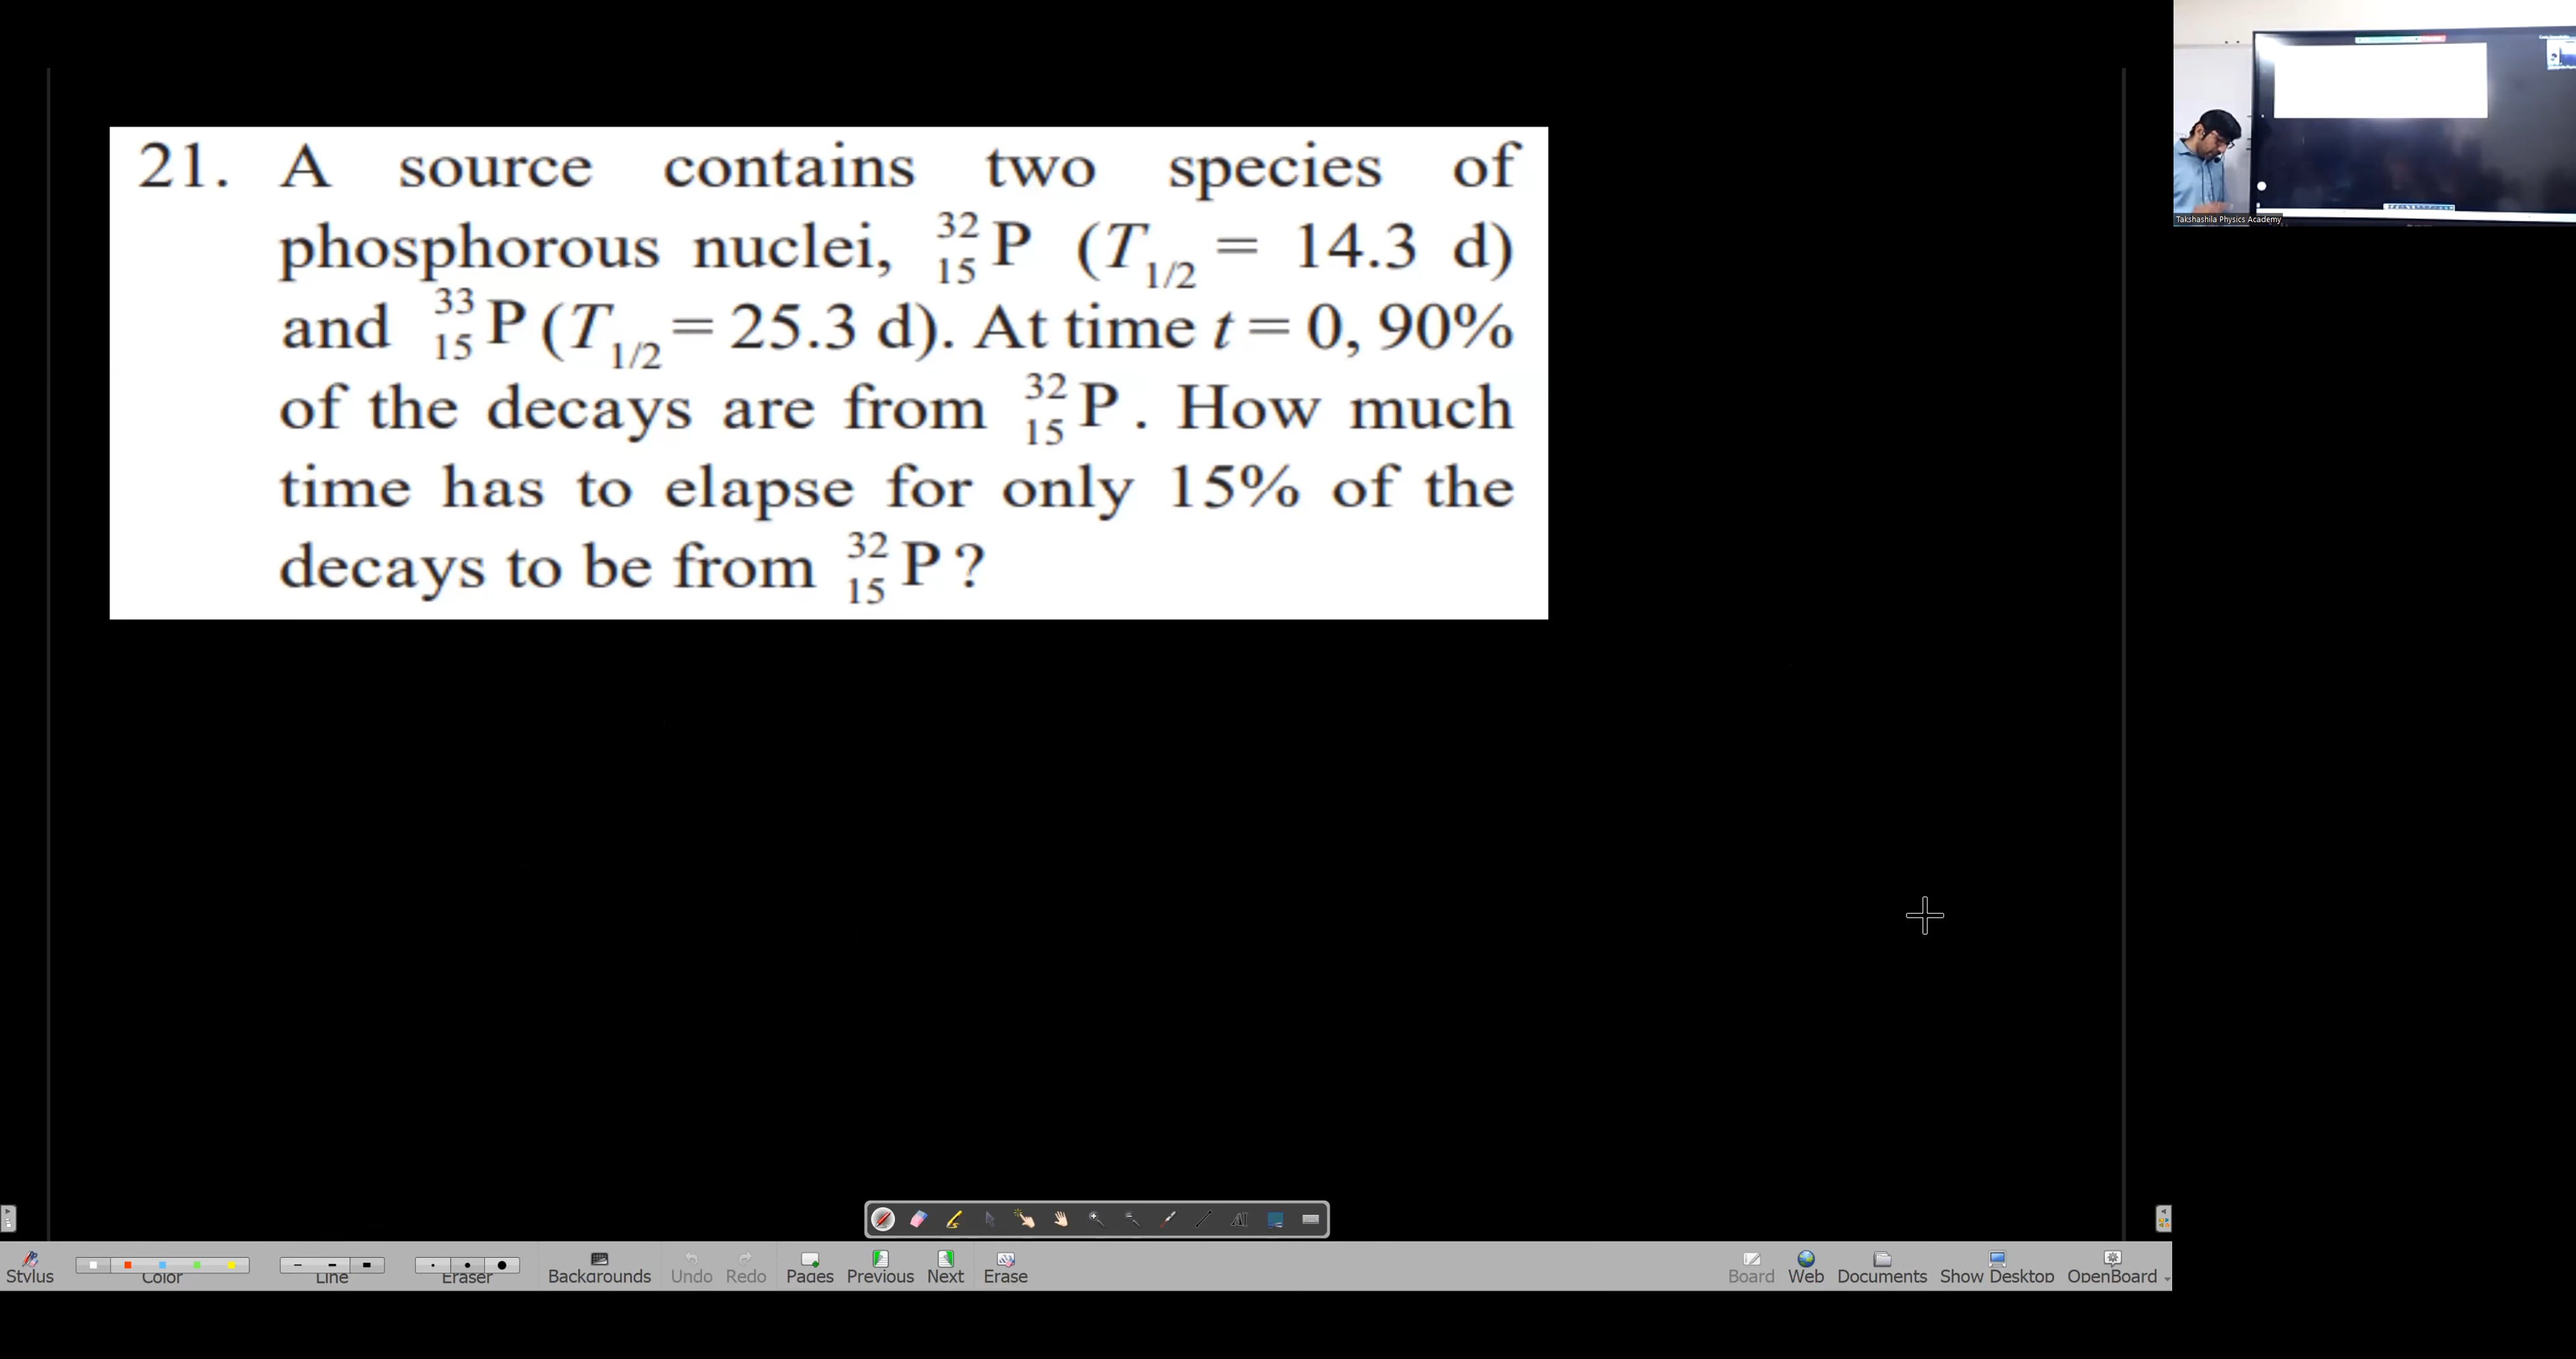 Takshashila Physics Academy
21. A source contains two species of
phosphorous nuclei, ³²₁₅P (T₁/₂ = 14.3 d)
and ³³₁₅P (T₁/₂ = 25.3 d). At time t = 0, 90%
of the decays are from ³²₁₅P. How much
time has to elapse for only 15% of the
decays to be from ³²₁₅P?
Stylus Color Line Eraser Backgrounds Undo Redo Pages Previous Next Erase Board Web Documents Show Desktop OpenBoard